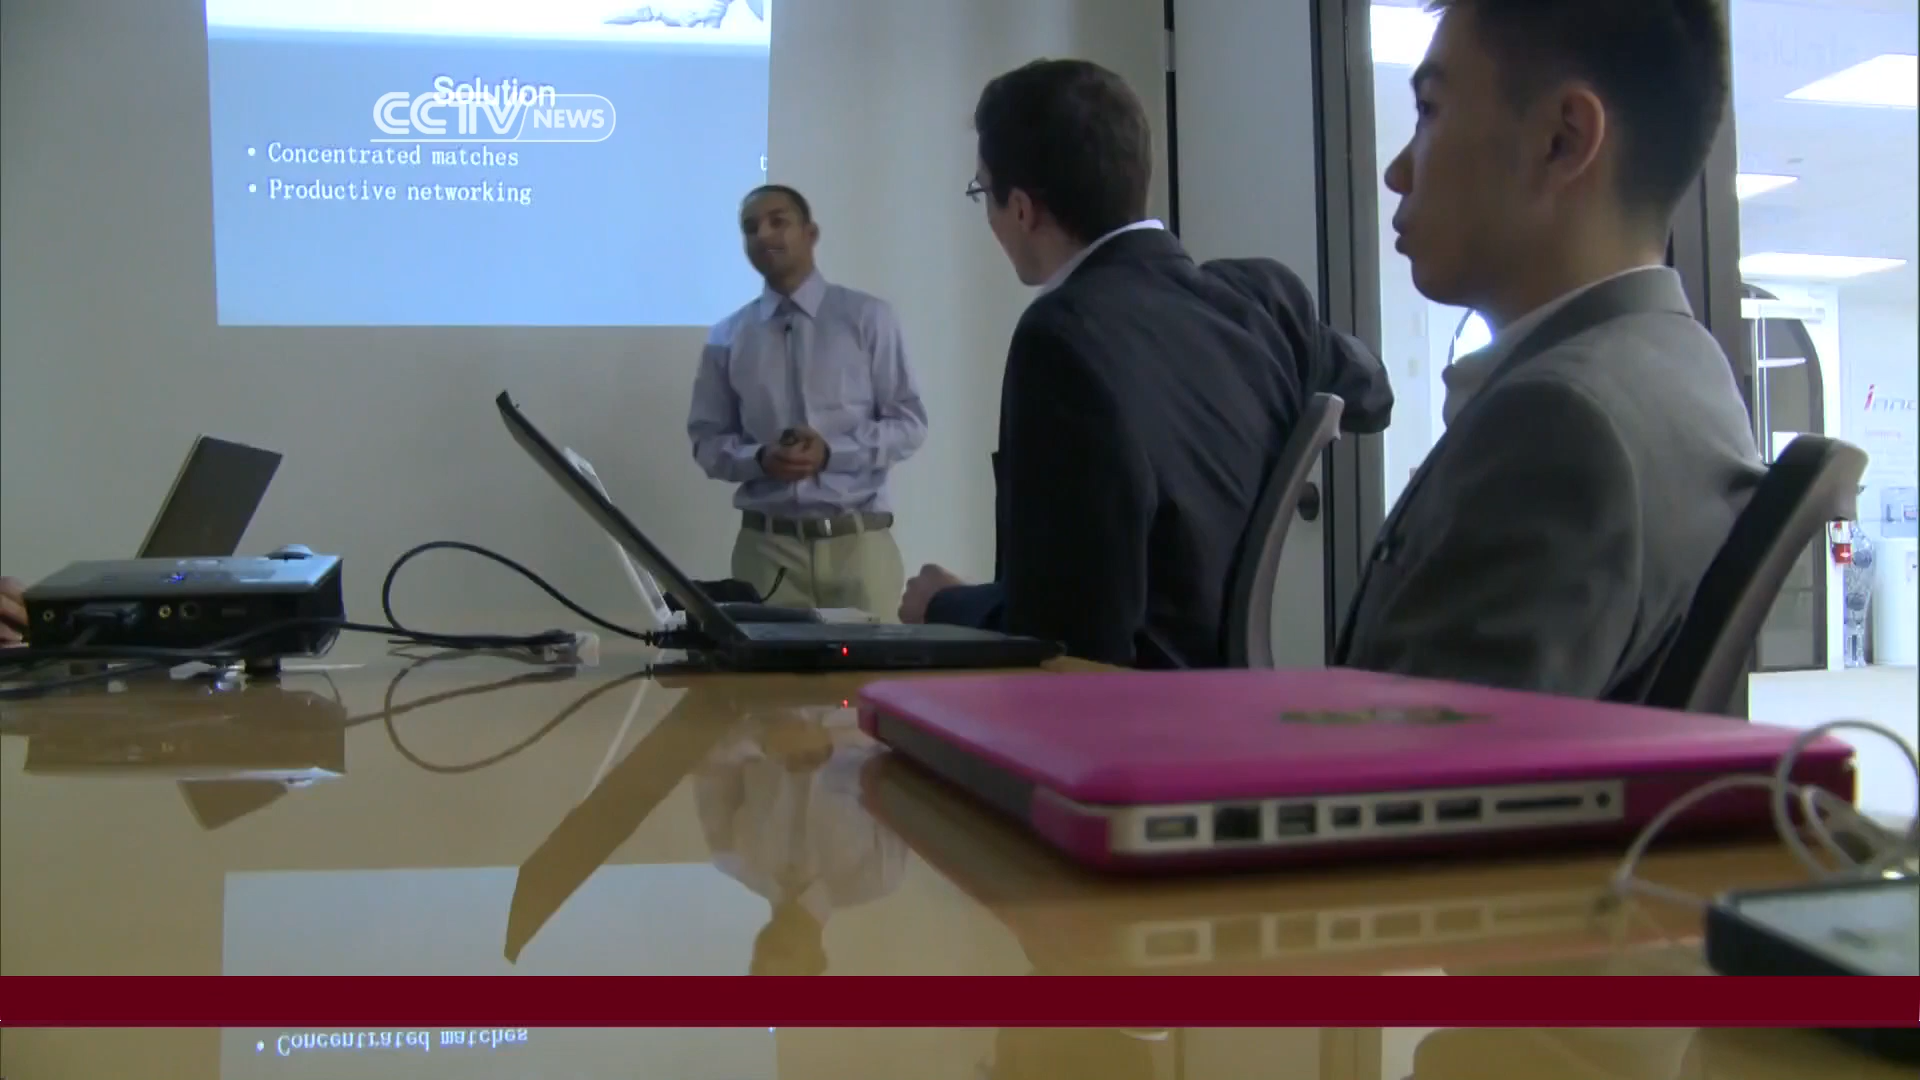 Solution
CCTV NEWS
• Concentrated matches
• Productive networking
• Concentrated matches